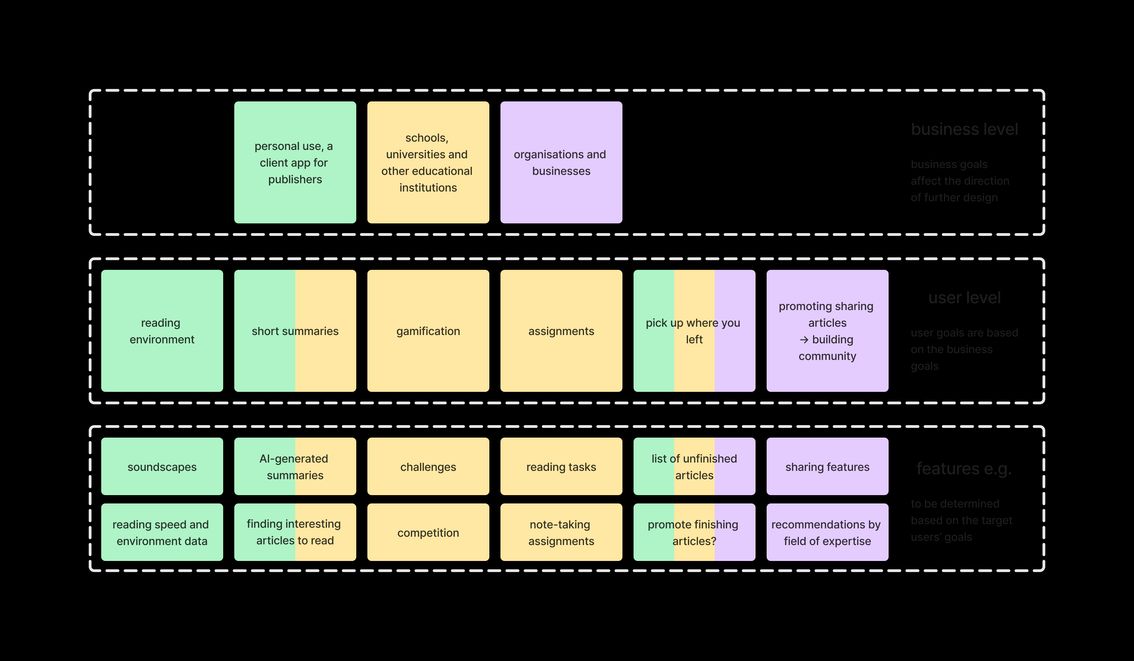 personal use, a
client app for
publishers
schools,
universities and
other educational
institutions
organisations and
businesses
business level
business goals
affect the direction
of further design
reading
environment
short summaries
gamification
assignments
pick up where you
left
promoting sharing
articles
→ building
community
user level
user goals are based
on the business
goals
soundscapes
AI-generated
summaries
challenges
reading tasks
list of unfinished
articles
sharing features
reading speed and
environment data
finding interesting
articles to read
competition
note-taking
assignments
promote finishing
articles?
recommendations by
field of expertise
features e.g.
to be determined
based on the target
users' goals